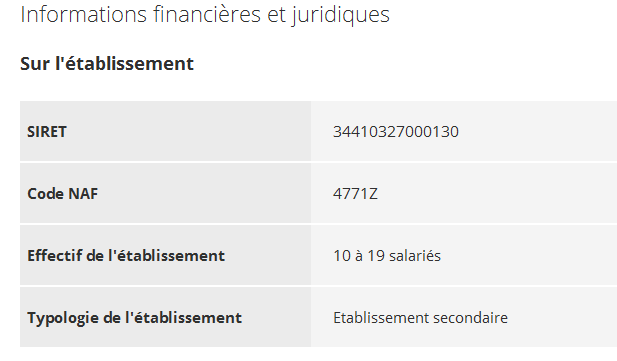 Informations financières et juridiques
Sur l'établissement
SIRET 34410327000130
Code NAF 4771Z
Effectif de l'établissement 10 à 19 salariés
Typologie de l'établissement Etablissement secondaire